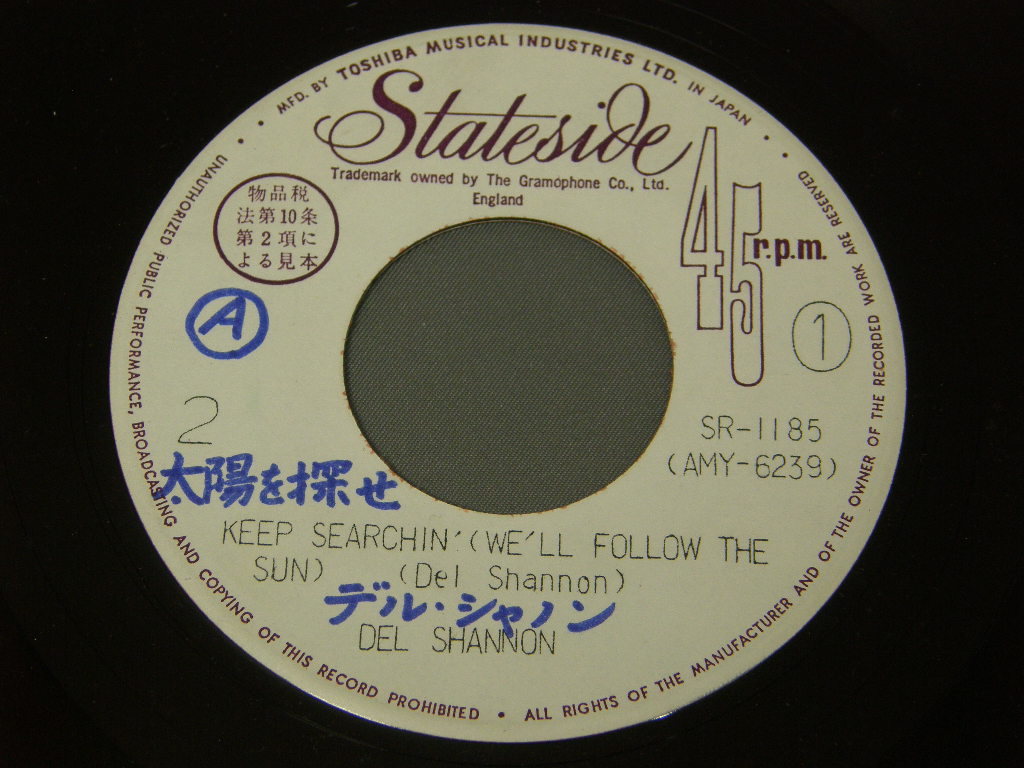 MFD. BY TOSHIBA MUSICAL INDUSTRIES LTD. IN JAPAN
Stateside
Trademark owned by The Gramophone Co., Ltd.
England
物品税
法第10条
第2項に
よる見本
45 r.p.m.
A
1
2
SR-1185
(AMY-6239)
太陽を探せ
KEEP SEARCHIN'(WE'LL FOLLOW THE
SUN) (Del Shannon)
デル・シャノン
DEL SHANNON
UNAUTHORIZED PUBLIC PERFORMANCE, BROADCASTING AND COPYING OF THIS RECORD PROHIBITED • ALL RIGHTS OF THE MANUFACTURER AND OF THE OWNER OF THE RECORDED WORK ARE RESERVED